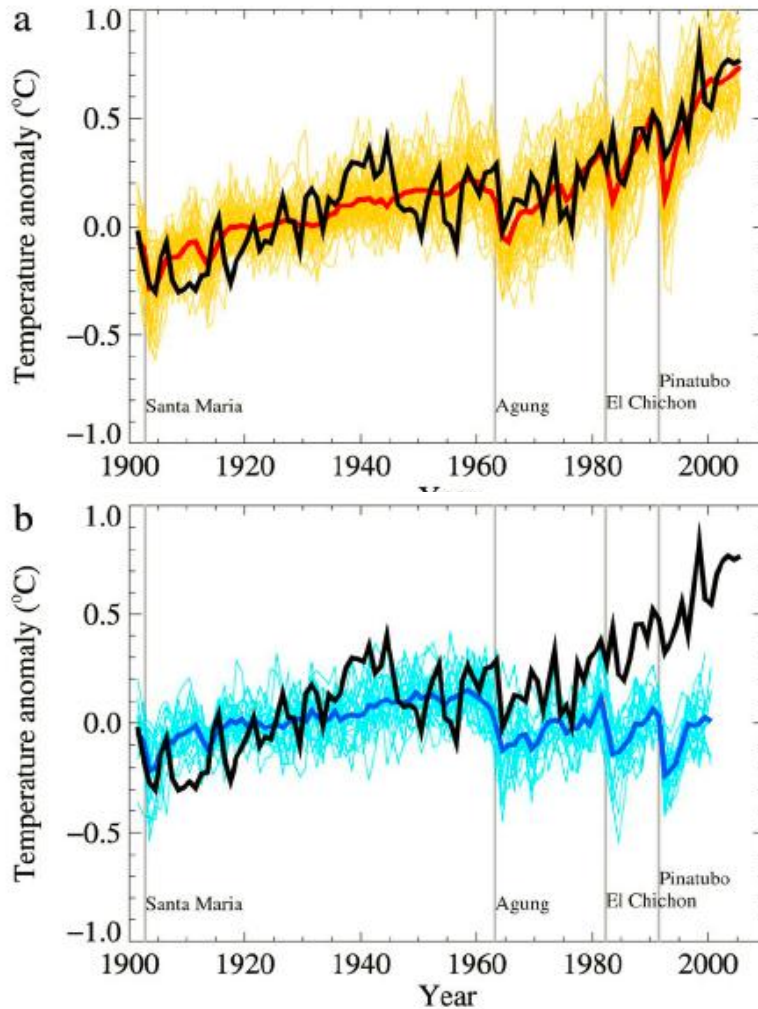 a
1.0
0.5
0.0
−0.5
−1.0
Temperature anomaly (°C)
Santa Maria
Agung
El Chichon
Pinatubo
1900 1920 1940 1960 1980 2000
b
1.0
0.5
0.0
−0.5
−1.0
Temperature anomaly (°C)
Santa Maria
Agung
El Chichon
Pinatubo
1900 1920 1940 1960 1980 2000
Year